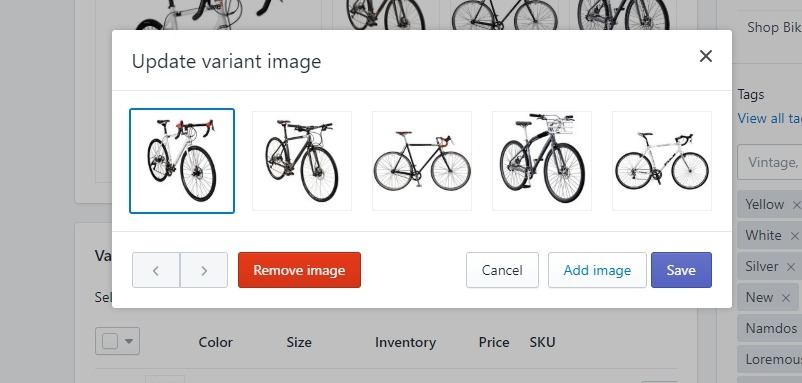 Shop Bik
Update variant image
Tags
View all ta
Vintage,
Yellow
White
Silver
New
Namdos
Loremous
Va
Sel
Remove image
Cancel
Add image
Save
Color
Size
Inventory
Price
SKU